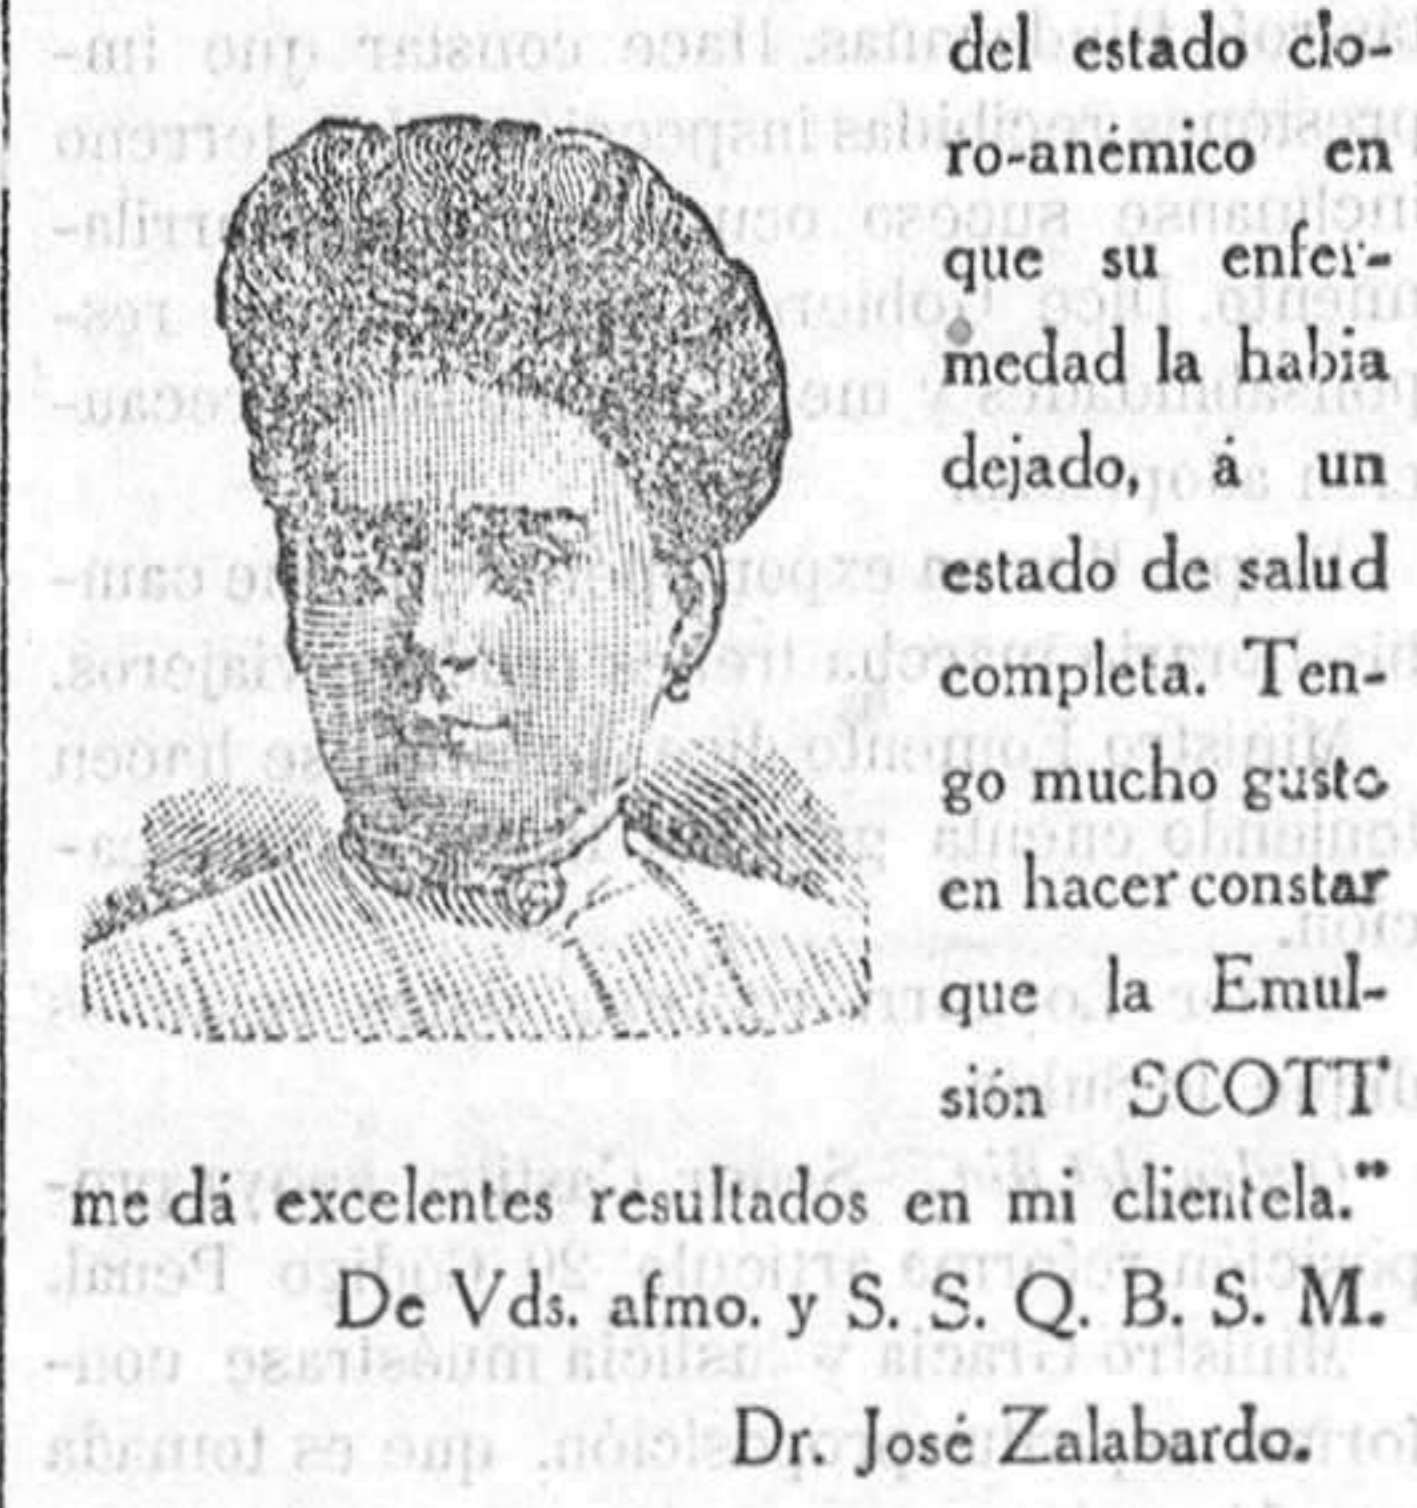 del estado clo-
ro-anémico en
que su enfer-
medad la habia
dejado, á un
estado de salud
completa. Ten-
go mucho gusto
en hacer constar
que la Emul-
sión SCOTT
me dá excelentes resultados en mi clientela."
De Vds. afmo. y S. S. Q. B. S. M.
Dr. José Zalabardo.